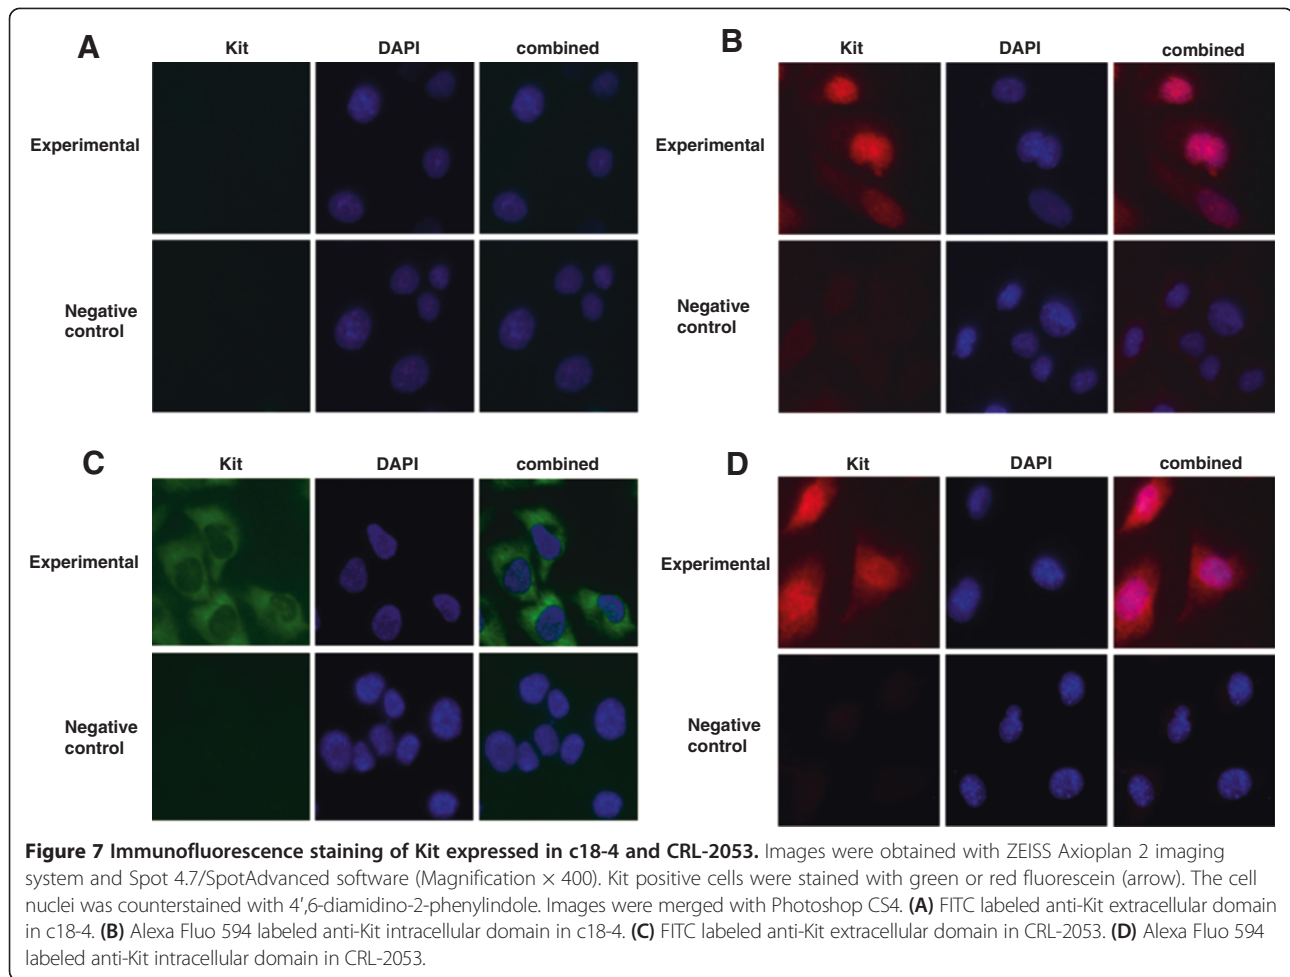 A
Kit DAPI combined
Experimental
Negative
control
B
Kit DAPI combined
Experimental
Negative
control
C
Kit DAPI combined
Experimental
Negative
control
D
Kit DAPI combined
Experimental
Negative
control
Figure 7 Immunofluorescence staining of Kit expressed in c18-4 and CRL-2053. Images were obtained with ZEISS Axioplan 2 imaging
system and Spot 4.7/SpotAdvanced software (Magnification × 400). Kit positive cells were stained with green or red fluorescein (arrow). The cell
nuclei was counterstained with 4′,6-diamidino-2-phenylindole. Images were merged with Photoshop CS4. (A) FITC labeled anti-Kit extracellular domain
in c18-4. (B) Alexa Fluo 594 labeled anti-Kit intracellular domain in c18-4. (C) FITC labeled anti-Kit extracellular domain in CRL-2053. (D) Alexa Fluo 594
labeled anti-Kit intracellular domain in CRL-2053.